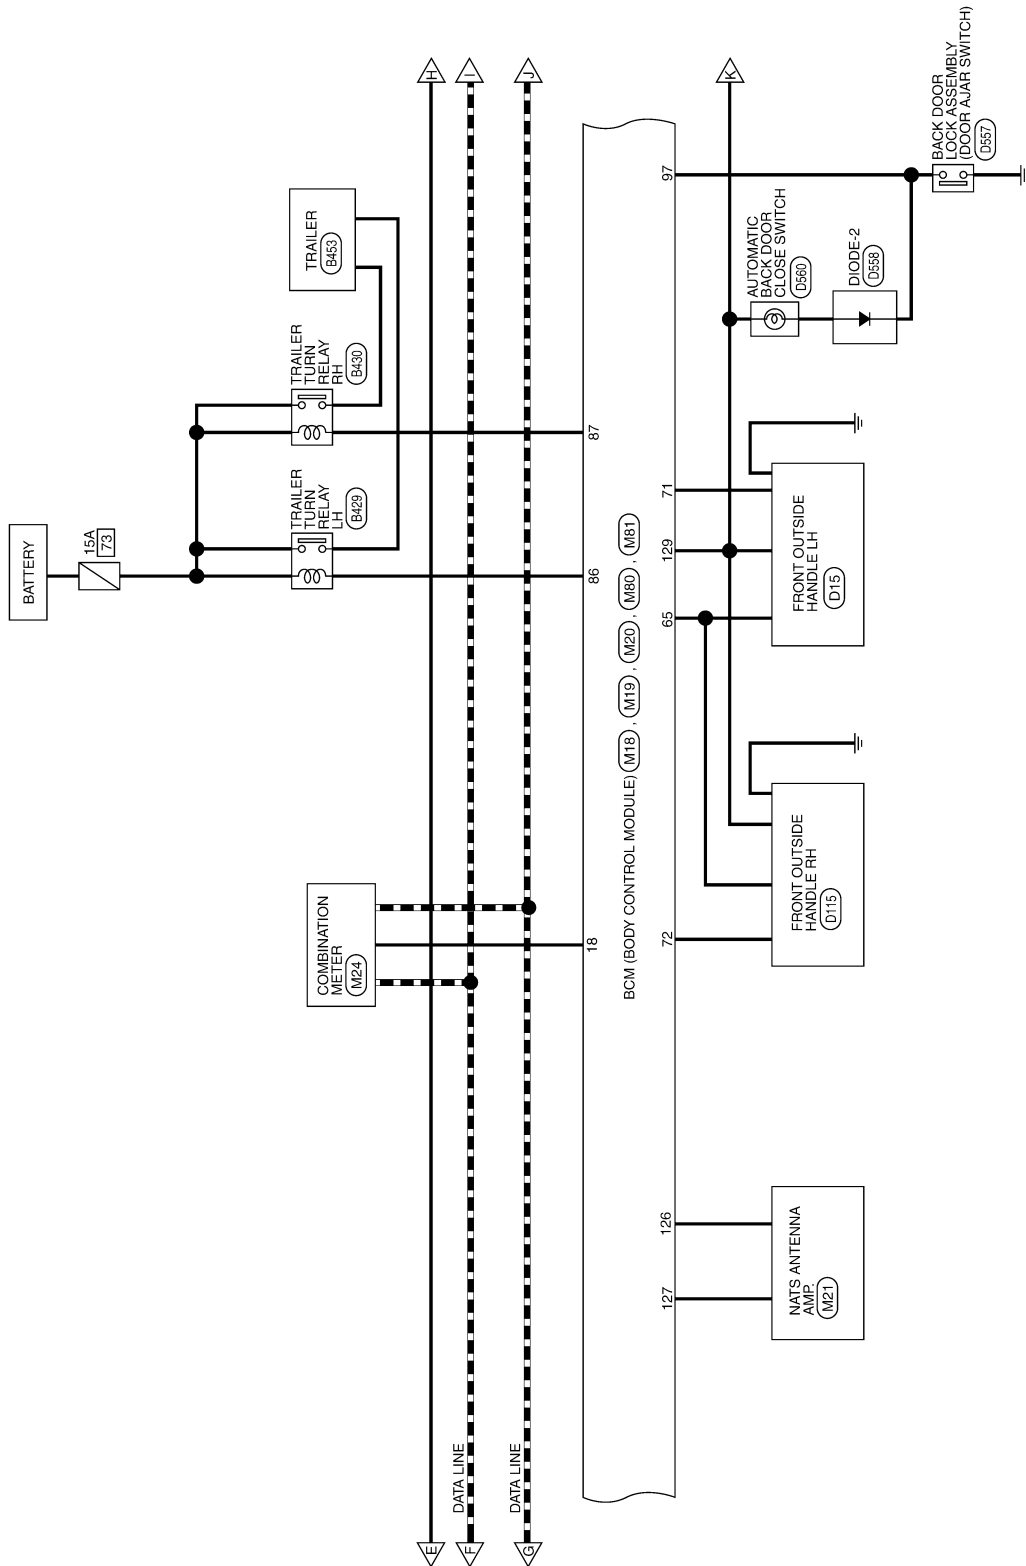 BATTERY
15A
73
TRAILER
TURN
RELAY
LH
B429
TRAILER
TURN
RELAY
RH
B430
TRAILER
B453
COMBINATION
METER
M24
E
H
DATA LINE
F
I
DATA LINE
G
J
K
18
86
87
BCM (BODY CONTROL MODULE) M18 , M19 , M20 , M80 , M81
127
126
72
65
129
71
97
NATS ANTENNA
AMP.
M21
FRONT OUTSIDE
HANDLE RH
D115
FRONT OUTSIDE
HANDLE LH
D15
AUTOMATIC
BACK DOOR
CLOSE SWITCH
D560
DIODE-2
D558
BACK DOOR
LOCK ASSEMBLY
(DOOR AJAR SWITCH)
D557